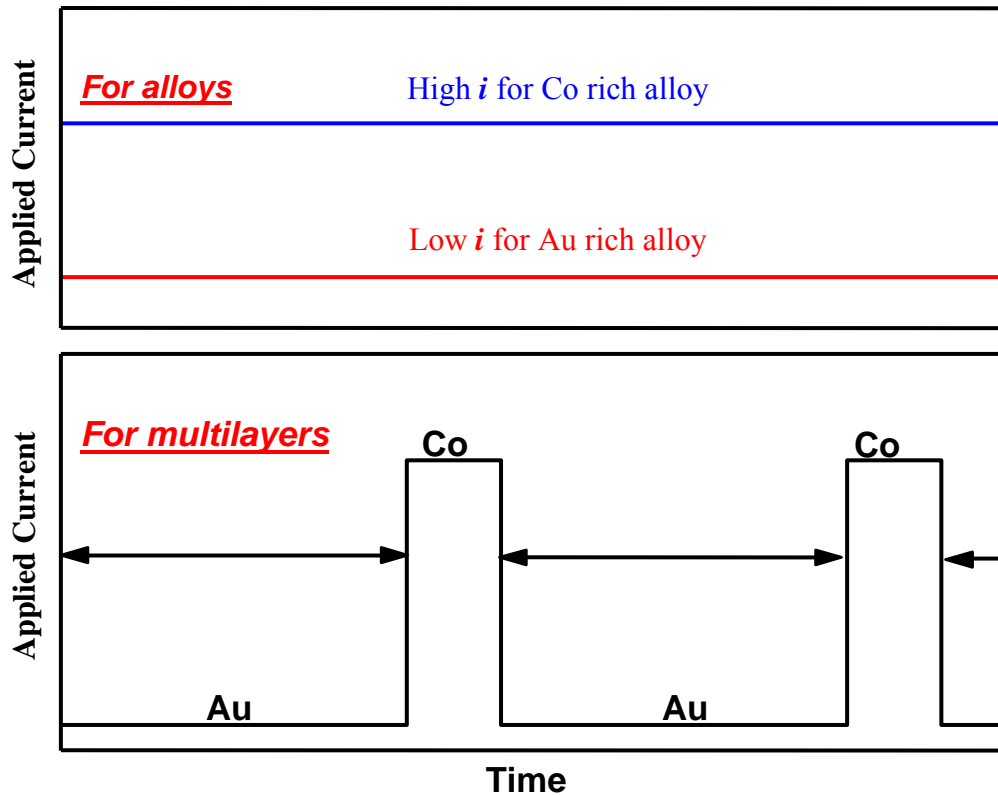 Applied Current
For alloys
High i for Co rich alloy
Low i for Au rich alloy
Applied Current
For multilayers
Co
Co
Au
Au
Time